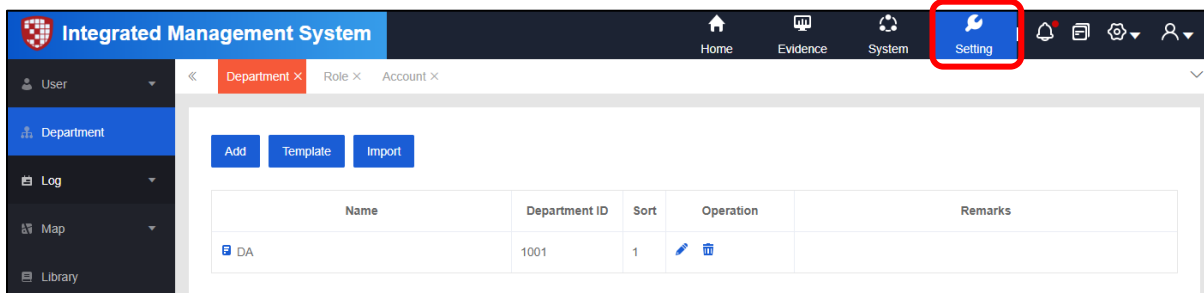 Integrated Management System
Home Evidence System Setting
User
Department × Role × Account ×
Department
Add Template Import
Log
Name Department ID Sort Operation Remarks
Map
DA 1001 1
Library